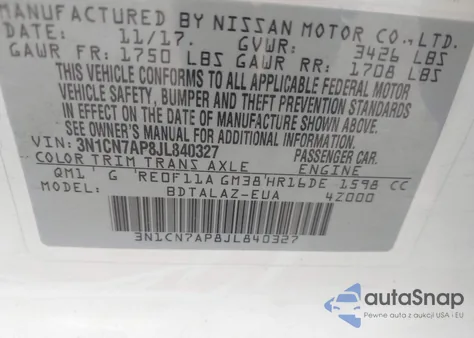 MANUFACTURED BY NISSAN MOTOR CO., LTD.
DATE: 11/17. GVWR: 3426 LBS
GAWR FR: 1750 LBS GAWR RR: 1708 LBS
THIS VEHICLE CONFORMS TO ALL APPLICABLE FEDERAL MOTOR
VEHICLE SAFETY, BUMPER AND THEFT PREVENTION STANDARDS
IN EFFECT ON THE DATE OF MANUFACTURE SHOWN ABOVE.
SEE OWNER'S MANUAL FOR ADDITIONAL INFORMATION
VIN: 3N1CN7AP8JL840327 PASSENGER CAR.
COLOR TRIM TRANS AXLE ENGINE
QM1 G RE0F11A GM38 HR16DE 1598 CC
MODEL: BDTALAZ-EUA 4Z000
3N1CN7AP8JL840327
autoSnap
Pewne auta z aukcji USA - EU